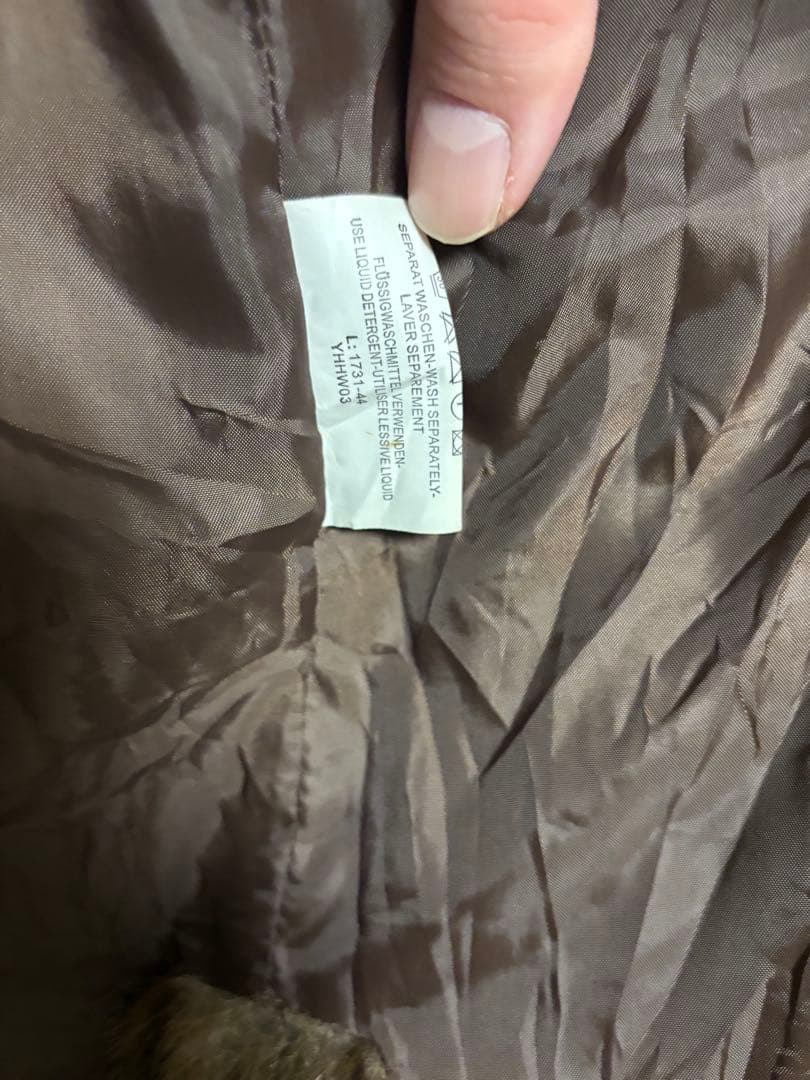 SEPARAT WASCHEN-WASH SEPARATELY-
LAVER SEPAREMENT
FLÜSSIGWASCHMITTEL VERWENDEN-
USE LIQUID DETERGENT-UTILISER LESSIVE LIQUID
L: 1731-44
YHHW03